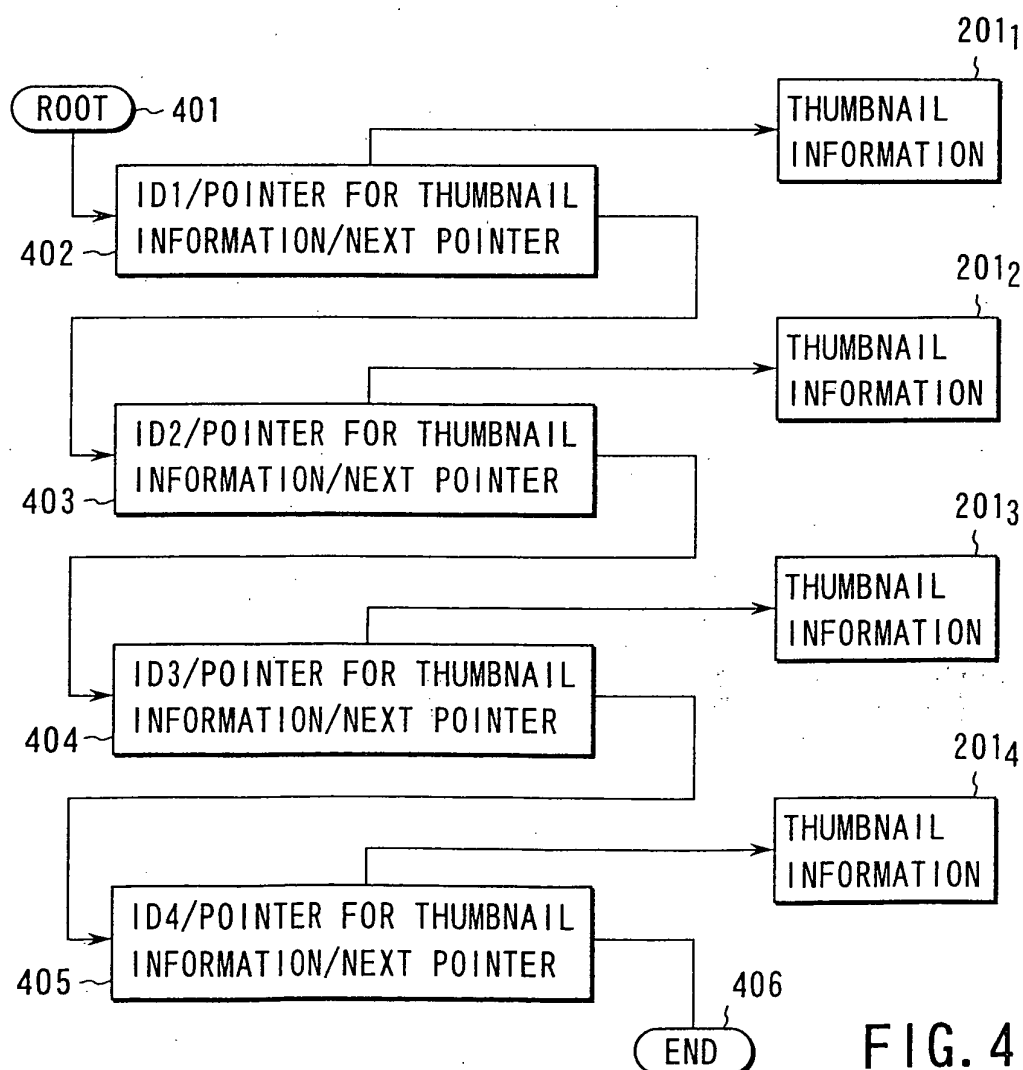 201₁
ROOT
401
THUMBNAIL
INFORMATION
ID1/POINTER FOR THUMBNAIL
INFORMATION/NEXT POINTER
402
201₂
THUMBNAIL
INFORMATION
ID2/POINTER FOR THUMBNAIL
INFORMATION/NEXT POINTER
403
201₃
THUMBNAIL
INFORMATION
ID3/POINTER FOR THUMBNAIL
INFORMATION/NEXT POINTER
404
201₄
THUMBNAIL
INFORMATION
ID4/POINTER FOR THUMBNAIL
INFORMATION/NEXT POINTER
405
406
END
FIG. 4